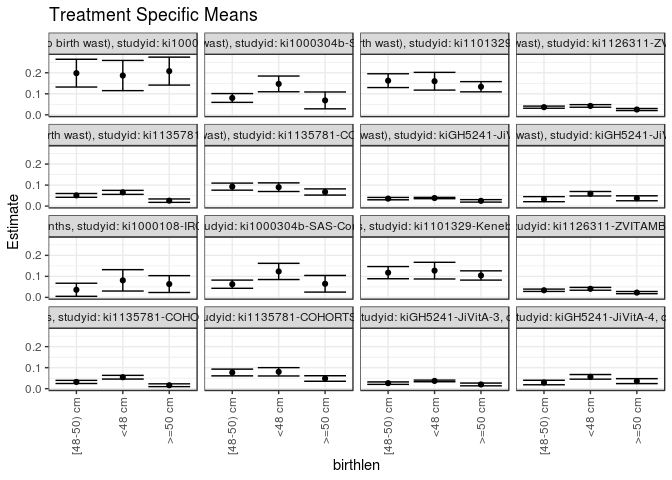 Treatment Specific Means
birth wast), studyid: ki1000
wast), studyid: ki1000304b-S
rth wast), studyid: ki1101329
wast), studyid: ki1126311-ZV
0.2
0.1
0.0
rth wast), studyid: ki1135781
wast), studyid: ki1135781-CO
wast), studyid: kiGH5241-JiV
wast), studyid: kiGH5241-JiV
0.2
0.1
0.0
nths, studyid: ki1000108-IRC
udyid: ki1000304b-SAS-Co
s, studyid: ki1101329-Keneb
udyid: ki1126311-ZVITAMB
0.2
0.1
0.0
s, studyid: ki1135781-COHO
tudyid: ki1135781-COHORTS
studyid: kiGH5241-JiVitA-3, c
tudyid: kiGH5241-JiVitA-4, c
0.2
0.1
0.0
Estimate
[48-50) cm
<48 cm
>=50 cm
[48-50) cm
<48 cm
>=50 cm
[48-50) cm
<48 cm
>=50 cm
[48-50) cm
<48 cm
>=50 cm
birthlen